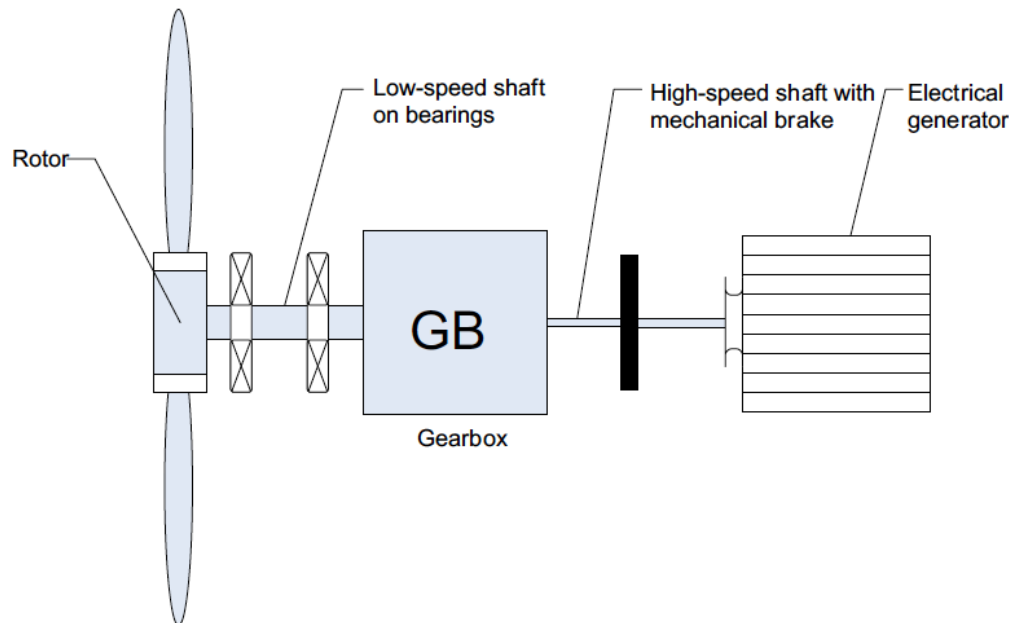 Low-speed shaft
on bearings
High-speed shaft with
mechanical brake
Electrical
generator
Rotor
GB
Gearbox